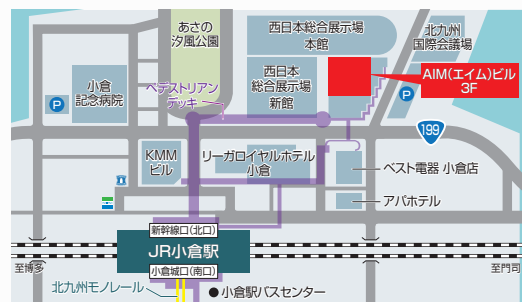 あさの
汐風公園
西日本総合展示場
本館
北九州
国際会議場
小倉
記念病院
P
ペデストリアン
デッキ
西日本
総合展示場
新館
AIM(エイム)ビル
3F
P
199
KMM
ビル
リーガロイヤルホテル
小倉
ベスト電器 小倉店
アパホテル
新幹線口(北口)
JR小倉駅
小倉城口(南口)
至博多
至門司
北九州モノレール
小倉駅バスセンター